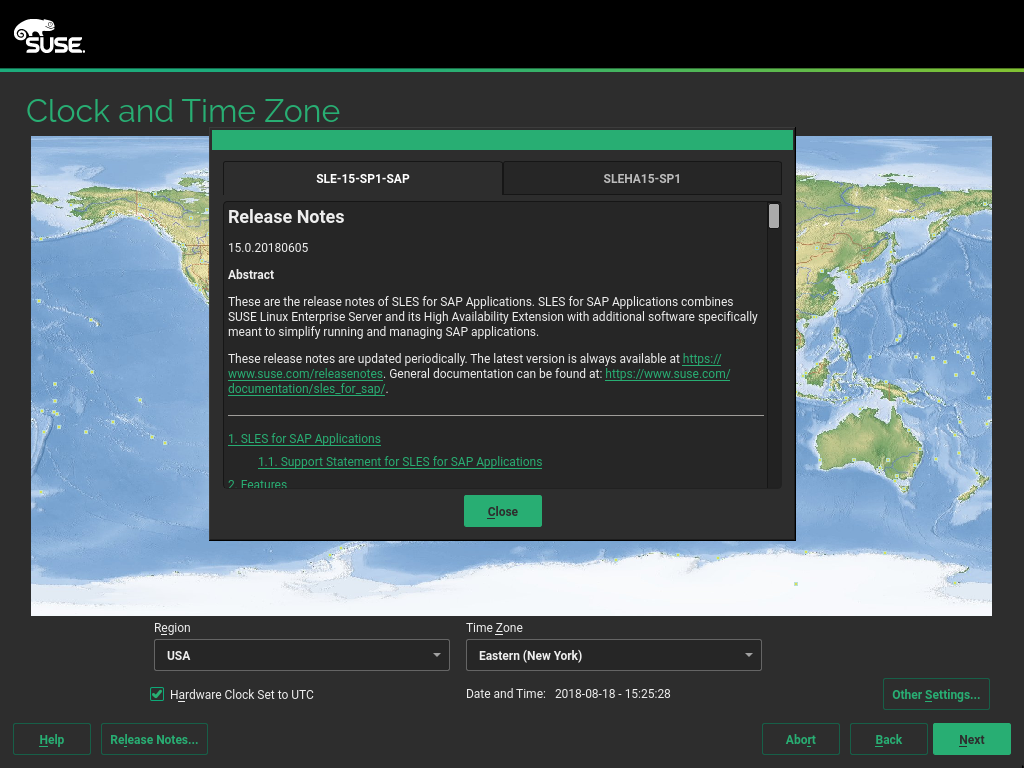 SUSE
Clock and Time Zone
SLE-15-SP1-SAP
SLEHA15-SP1
Release Notes
15.0.20180605
Abstract
These are the release notes of SLES for SAP Applications. SLES for SAP Applications combines
SUSE Linux Enterprise Server and its High Availability Extension with additional software specifically
meant to simplify running and managing SAP applications.
These release notes are updated periodically. The latest version is always available at https://
www.suse.com/releasenotes. General documentation can be found at: https://www.suse.com/
documentation/sles_for_sap/.
1. SLES for SAP Applications
1.1. Support Statement for SLES for SAP Applications
2. Features
Close
Region
Time Zone
USA
Eastern (New York)
Hardware Clock Set to UTC
Date and Time: 2018-08-18 - 15:25:28
Other Settings...
Help
Release Notes...
Abort
Back
Next